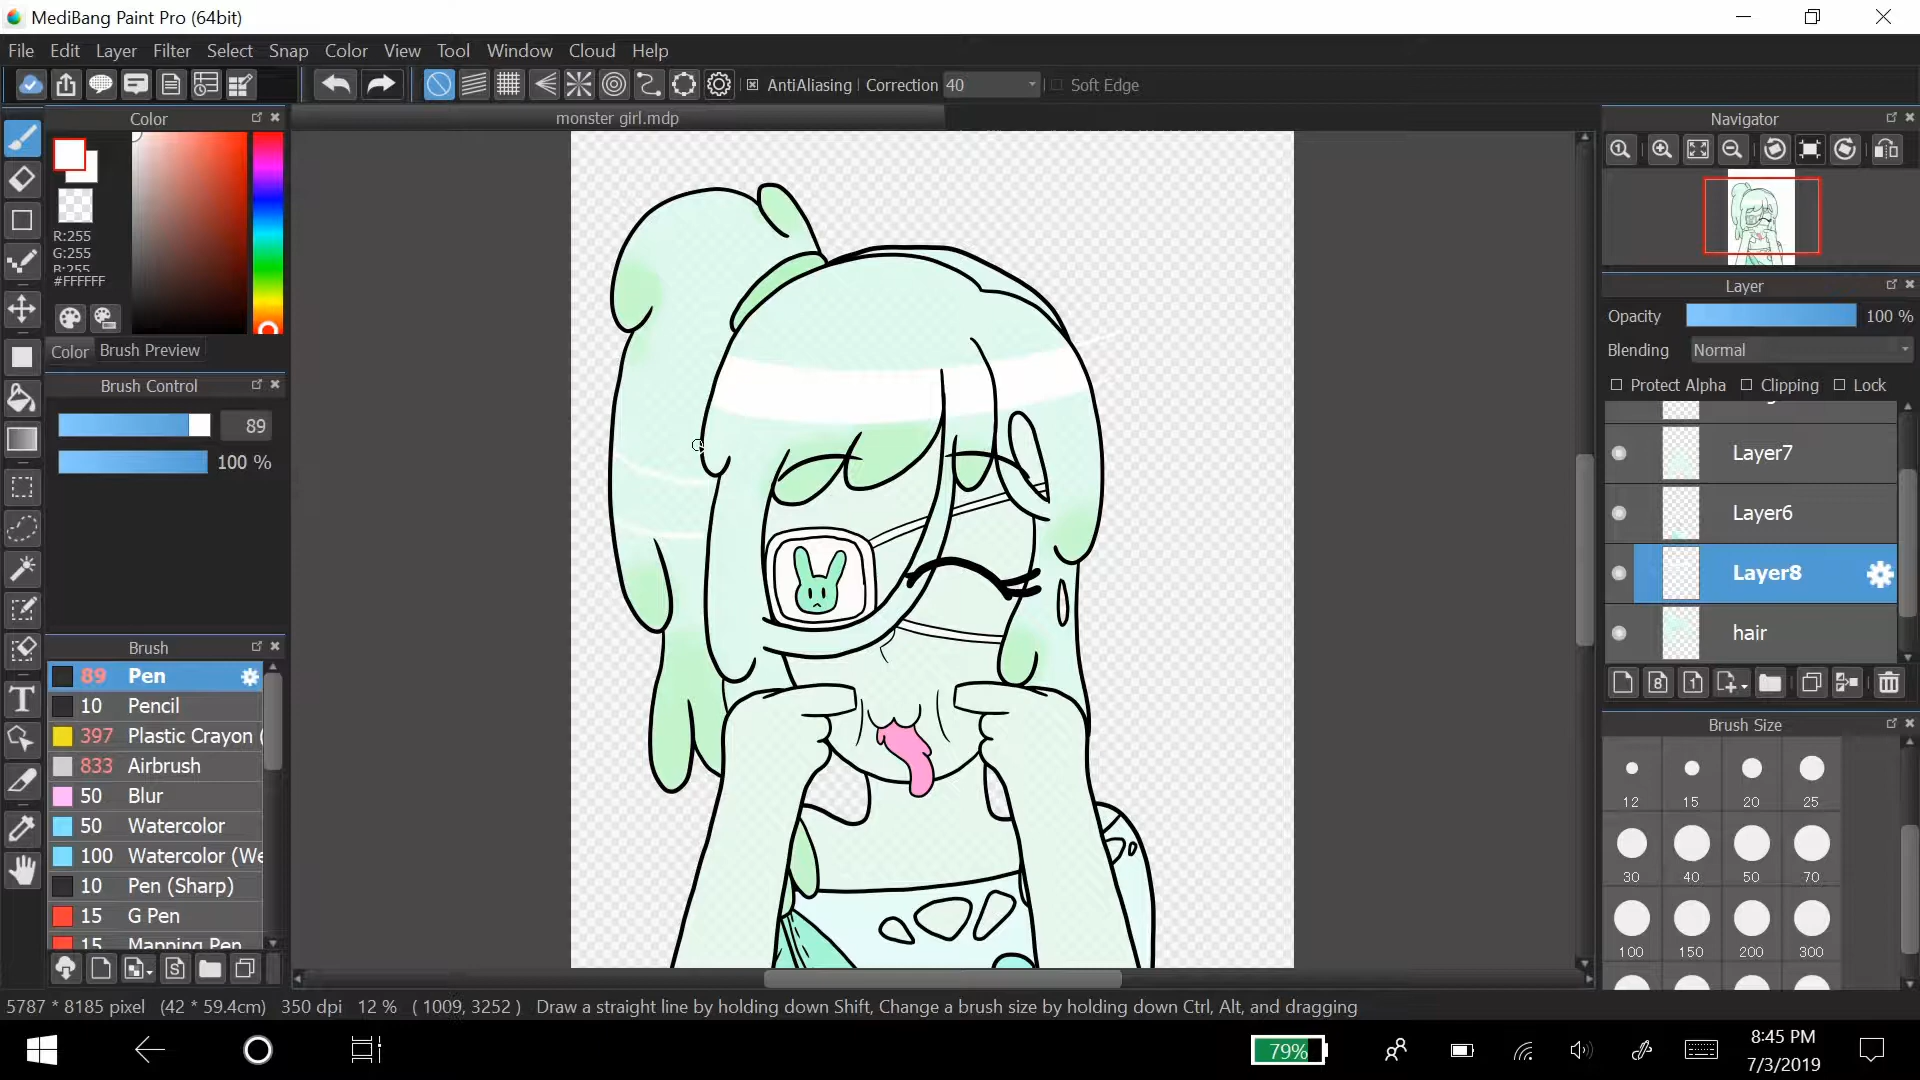 MediBang Paint Pro (64bit)
File Edit Layer Filter Select Snap Color View Tool Window Cloud Help
AntiAliasing Correction 40 Soft Edge
Color
monster girl.mdp
Navigator
R:255
G:255
B:255
#FFFFFF
Color Brush Preview
Brush Control
89
100 %
Layer
Opacity 100 %
Blending Normal
Protect Alpha Clipping Lock
Layer7
Layer6
Layer8
hair
Brush
89 Pen
10 Pencil
397 Plastic Crayon (
833 Airbrush
50 Blur
50 Watercolor
100 Watercolor (We
10 Pen (Sharp)
15 G Pen
15 Mapping Pen
Brush Size
12 15 20 25
30 40 50 70
100 150 200 300
5787 * 8185 pixel (42 * 59.4cm) 350 dpi 12 % ( 1009, 3252 ) Draw a straight line by holding down Shift, Change a brush size by holding down Ctrl, Alt, and dragging
79%
8:45 PM
7/3/2019